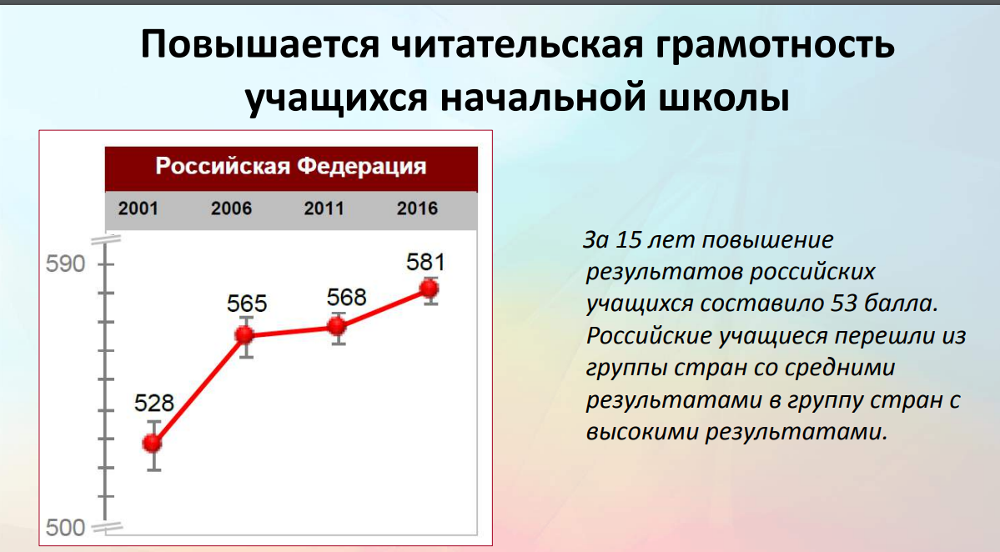 Повышается читательская грамотность
учащихся начальной школы
Российская Федерация
2001 2006 2011 2016
590
581
565
568
528
500
За 15 лет повышение
результатов российских
учащихся составило 53 балла.
Российские учащиеся перешли из
группы стран со средними
результатами в группу стран с
высокими результатами.